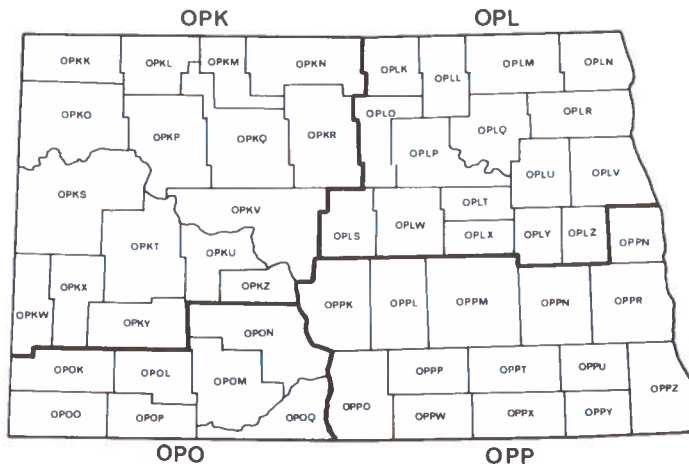 OPK OPL
OPKK OPKL OPKM OPKN OPLK OPLL OPLM OPLN
OPKO OPKP OPKQ OPKR OPLO OPLP OPLQ OPLR
OPKS OPLU OPLV
OPKV OPLT
OPKT OPKU OPLS OPLW OPLX OPLY OPLZ OPPN
OPKW OPKX OPKZ OPPK OPPL OPPM OPPN OPPR
OPKY OPON
OPOK OPOL OPOM OPPP OPPT OPPU
OPOO OPOP OPOQ OPPO OPPW OPPX OPPY OPPZ
OPO OPP